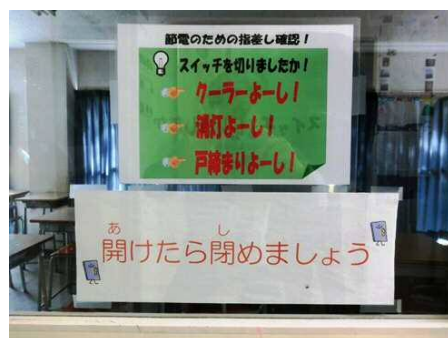 節電のための指差し確認！
スイッチを切りましたか！
クーラーよーし！
消灯よーし！
戸締まりよーし！
あ し
開けたら閉めましょう